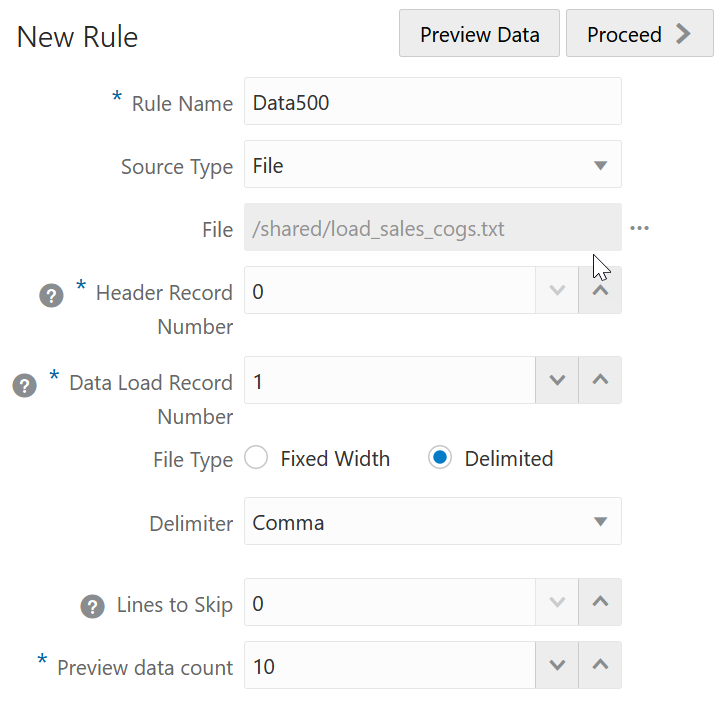 New Rule
Preview Data
Proceed
* Rule Name Data500
Source Type File
File /shared/load_sales_cogs.txt ...
? * Header Record 0
Number
? * Data Load Record 1
Number
File Type Fixed Width Delimited
Delimiter Comma
? Lines to Skip 0
* Preview data count 10